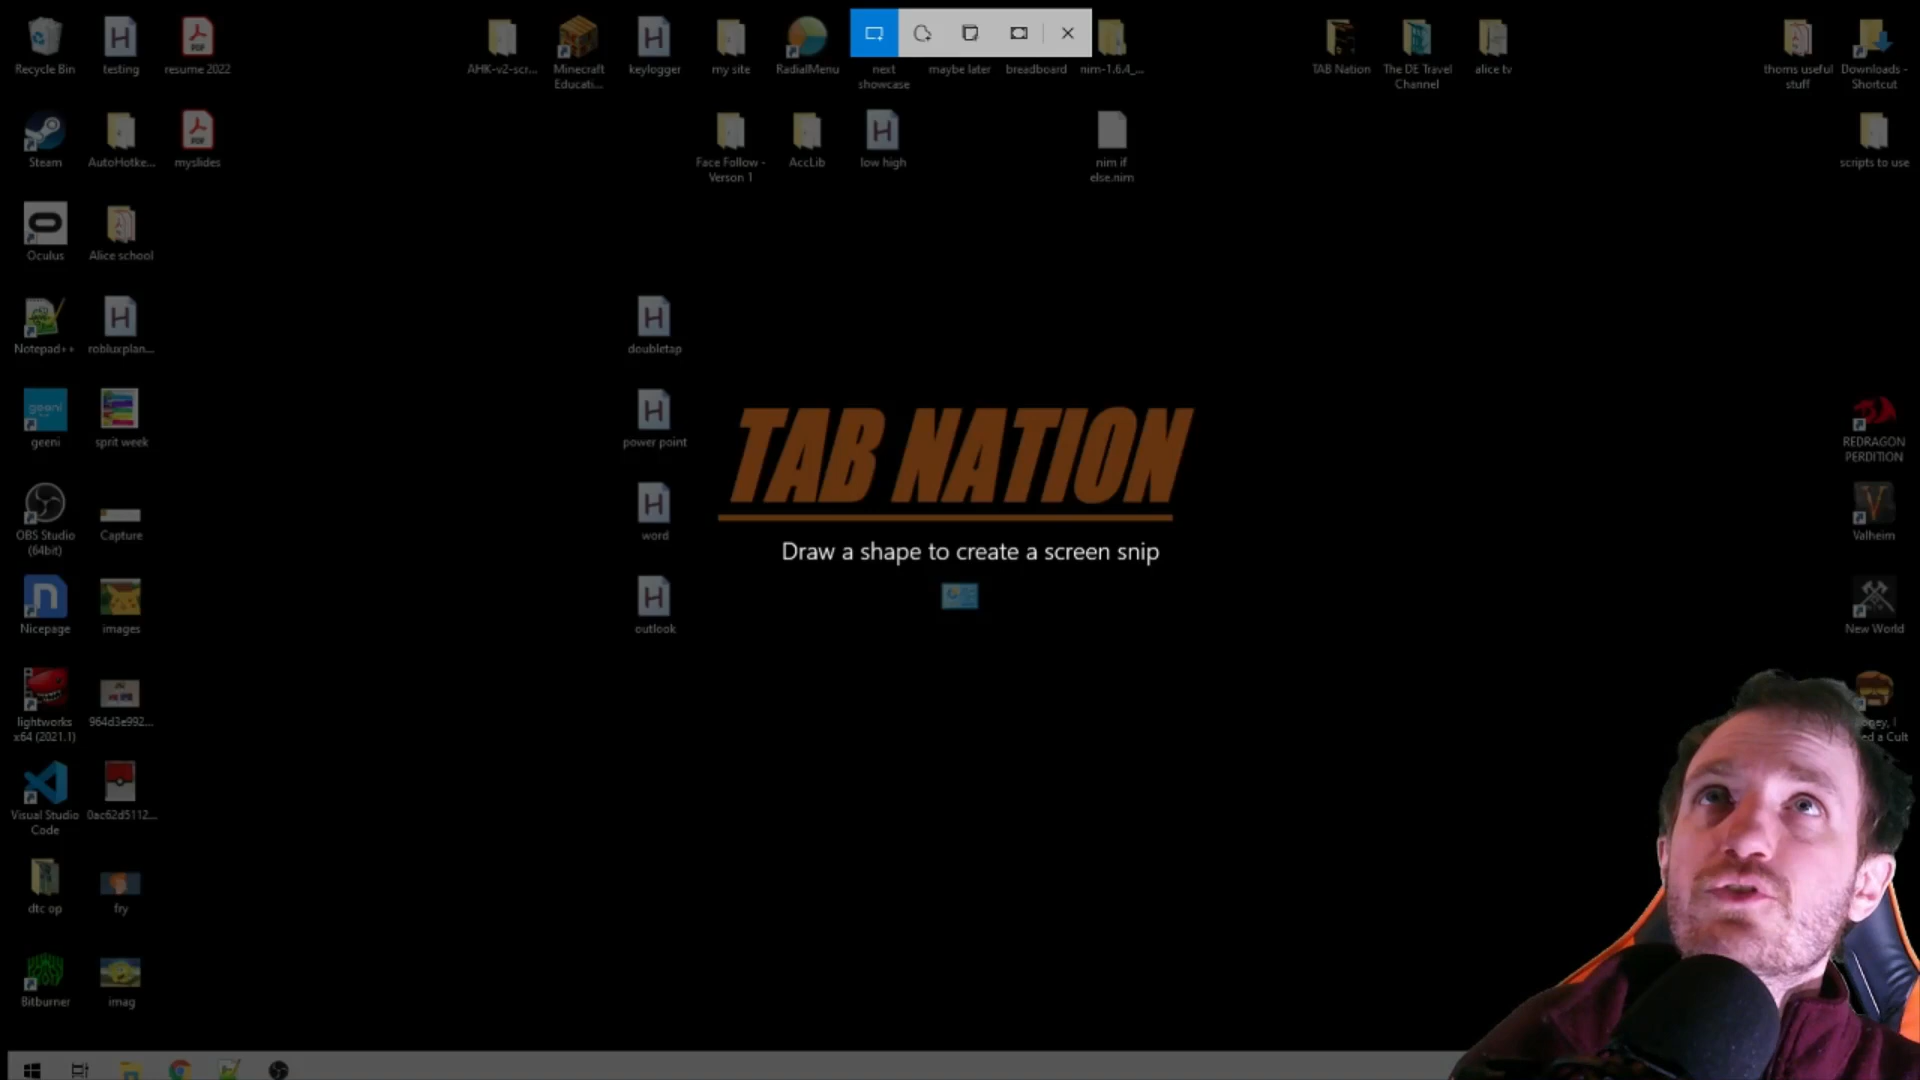 Recycle Bin
testing
resume 2022
AHK-v2-scr...
Minecraft
Educati...
keylogger
my site
RadialMenu
next
showcase
maybe later
breadboard
nim-1.6.4_...
TAB Nation
The DE Travel
Channel
alice tv
thoms useful
stuff
Downloads -
Shortcut
Steam
AutoHotke...
myslides
Face Follow -
Verson 1
AccLib
low high
nim if
else.nim
scripts to use
Oculus
Alice school
Notepad++
robluxplan...
doubletap
geeni
geeni
sprit week
power point
TAB NATION
REDRAGON
PERDITION
OBS Studio
(64bit)
Capture
word
Draw a shape to create a screen snip
Valheim
Nicepage
images
outlook
New World
lightworks
x64 (2021.1)
964d3e992...
ed a Cult
Visual Studio
Code
0ac62d5112...
dtc op
fry
Bitburner
imag